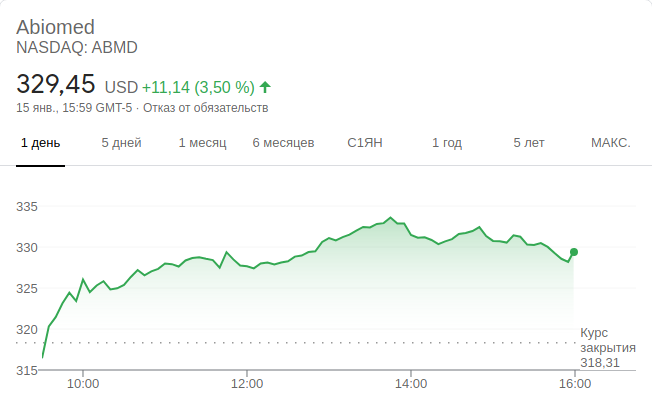 Abiomed
NASDAQ: ABMD
329,45 USD +11,14 (3,50 %)
15 янв., 15:59 GMT-5 · Отказ от обязательств
1 день 5 дней 1 месяц 6 месяцев С1ЯН 1 год 5 лет МАКС.
335
330
325
320
315
Курс
закрытия
318,31
10:00 12:00 14:00 16:00